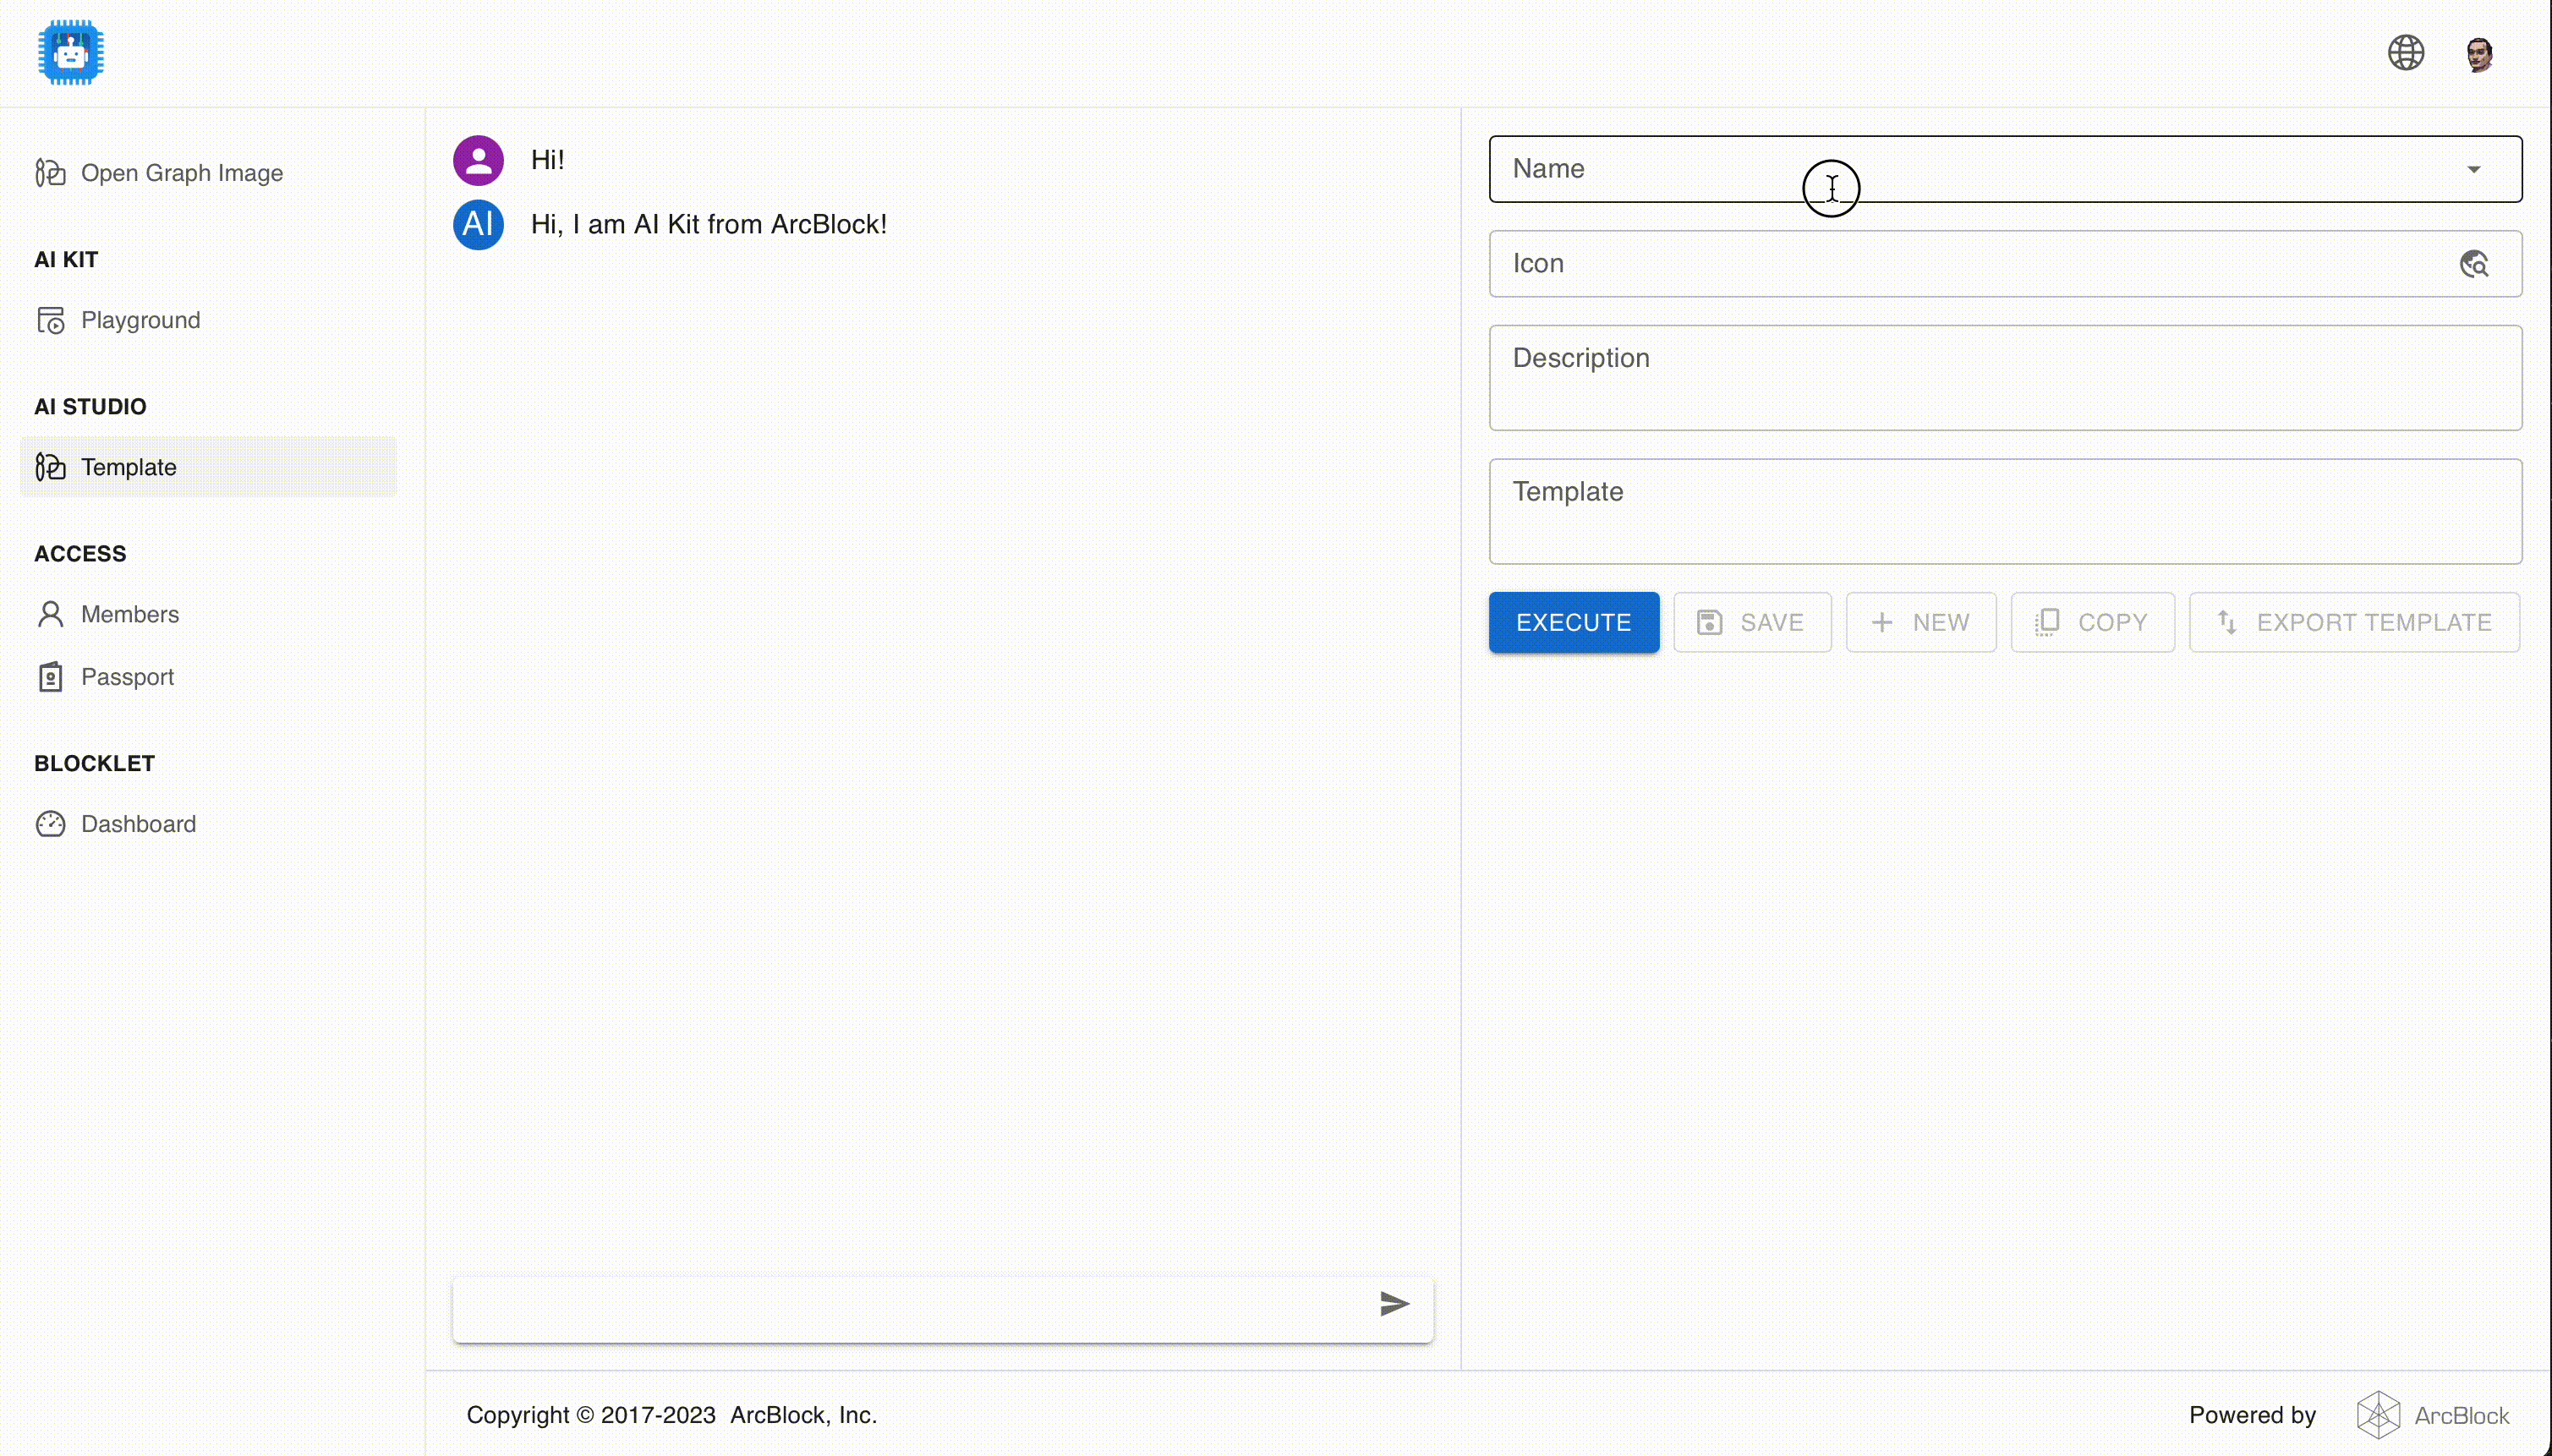 Open Graph Image
AI KIT
Playground
AI STUDIO
Template
ACCESS
Members
Passport
BLOCKLET
Dashboard
Hi!
AI
Hi, I am AI Kit from ArcBlock!
Name
Icon
Description
Template
EXECUTE
SAVE
NEW
COPY
EXPORT TEMPLATE
Copyright © 2017-2023 ArcBlock, Inc.
Powered by
ArcBlock